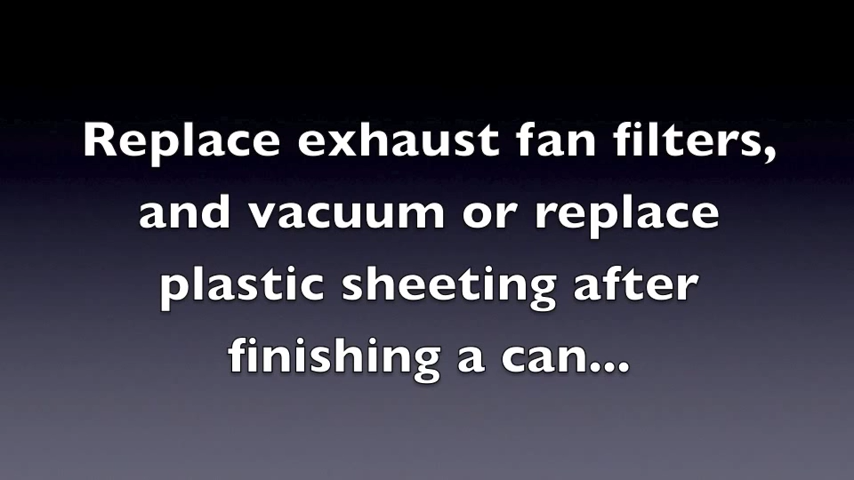 Replace exhaust fan filters,
and vacuum or replace
plastic sheeting after
finishing a can...